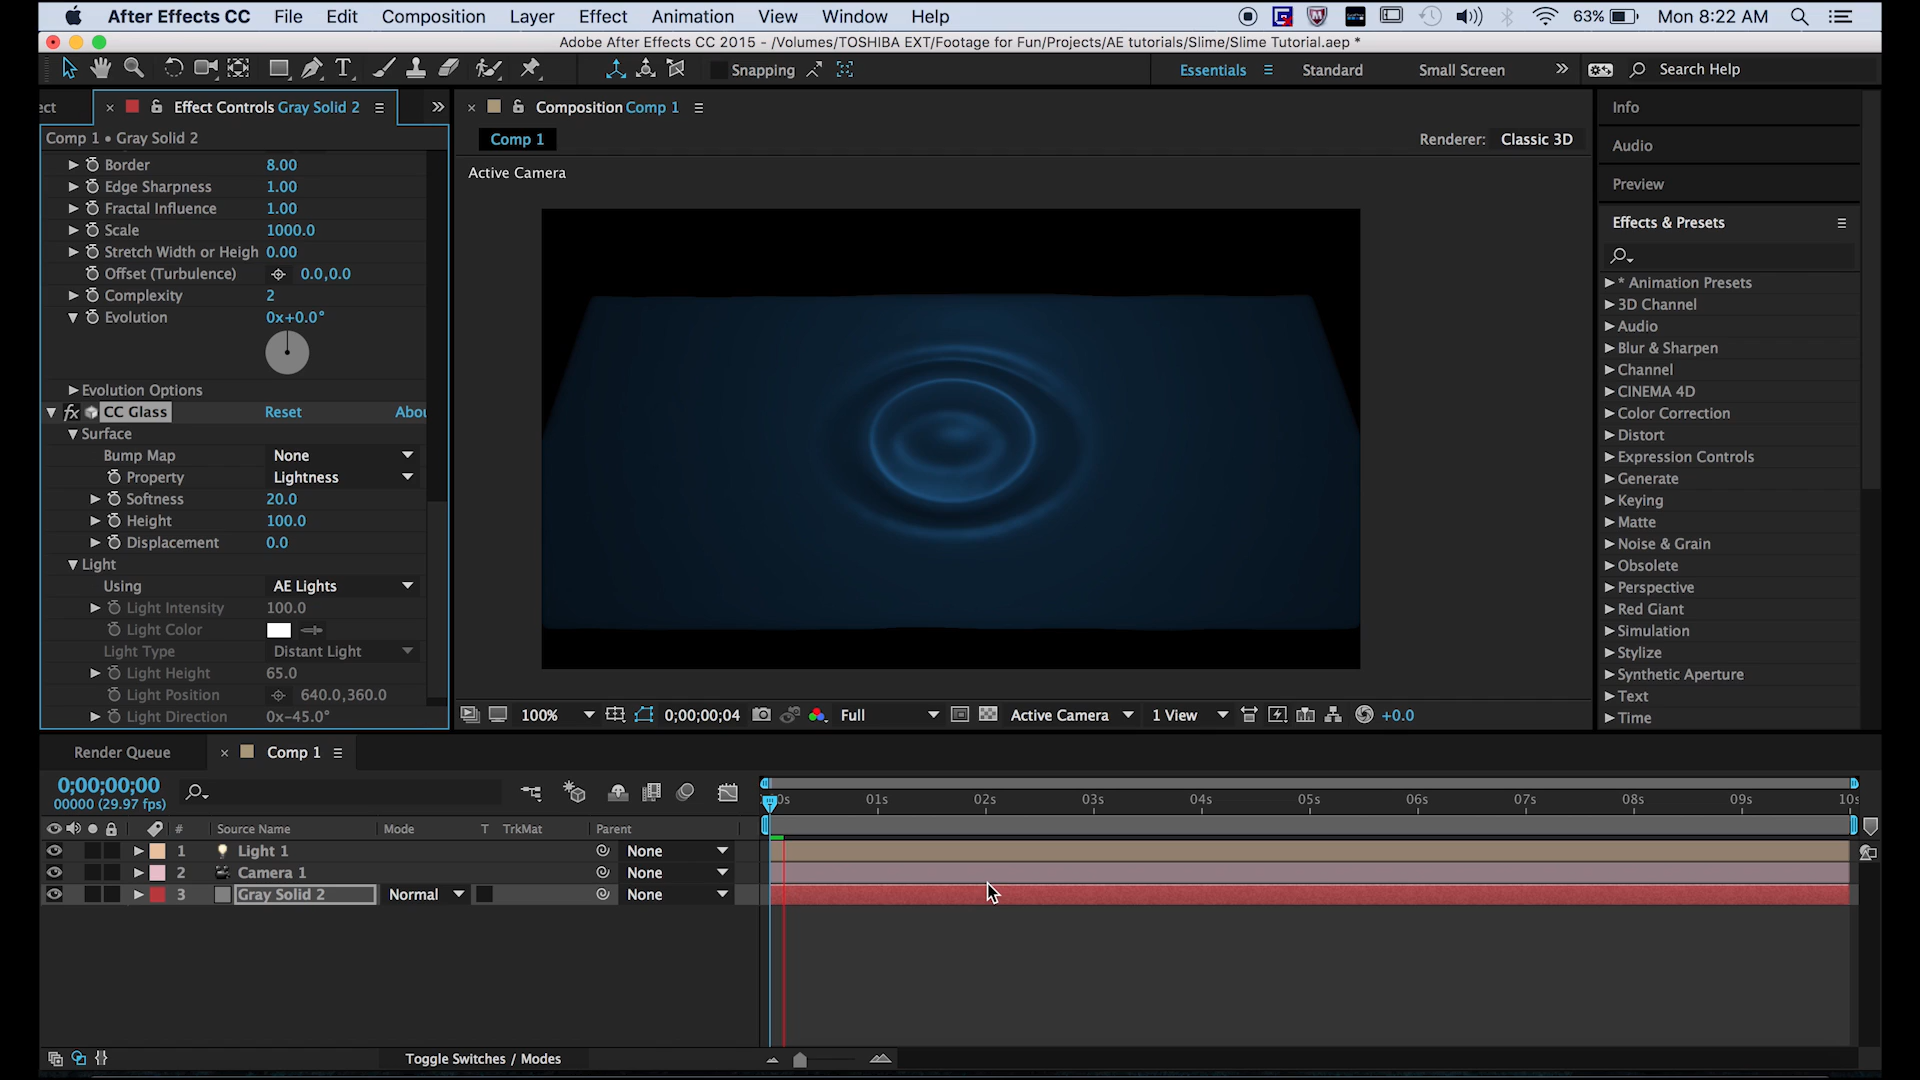 After Effects CC File Edit Composition Layer Effect Animation View Window Help 63% Mon 8:22 AM
Adobe After Effects CC 2015 - /Volumes/TOSHIBA EXT/Footage for Fun/Projects/AE tutorials/Slime/Slime Tutorial.aep *
Snapping Essentials Standard Small Screen Search Help
ect Effect Controls Gray Solid 2
Comp 1 • Gray Solid 2
Border 8.00
Edge Sharpness 1.00
Fractal Influence 1.00
Scale 1000.0
Stretch Width or Heigh 0.00
Offset (Turbulence) 0.0,0.0
Complexity 2
Evolution 0x+0.0°
Evolution Options
fx CC Glass Reset Abou
Surface
Bump Map None
Property Lightness
Softness 20.0
Height 100.0
Displacement 0.0
Light
Using AE Lights
Light Intensity 100.0
Light Color
Light Type Distant Light
Light Height 65.0
Light Position 640.0,360.0
Light Direction 0x-45.0°
Composition Comp 1
Comp 1 Renderer: Classic 3D
Active Camera
100% 0;00;00;04 Full Active Camera 1 View +0.0
Info
Audio
Preview
Effects & Presets
* Animation Presets
3D Channel
Audio
Blur & Sharpen
Channel
CINEMA 4D
Color Correction
Distort
Expression Controls
Generate
Keying
Matte
Noise & Grain
Obsolete
Perspective
Red Giant
Simulation
Stylize
Synthetic Aperture
Text
Time
Render Queue Comp 1
0;00;00;00
00000 (29.97 fps)
0s 01s 02s 03s 04s 05s 06s 07s 08s 09s 10s
# Source Name Mode T TrkMat Parent
1 Light 1 None
2 Camera 1 None
3 Gray Solid 2 Normal None
Toggle Switches / Modes